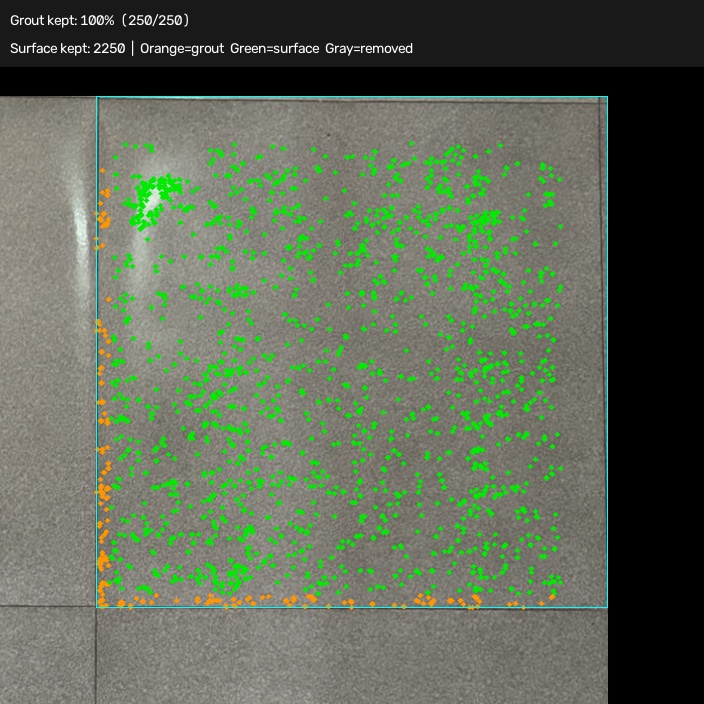 Grout kept: 100% (250/250)
Surface kept: 2250 | Orange=grout Green=surface Gray=removed